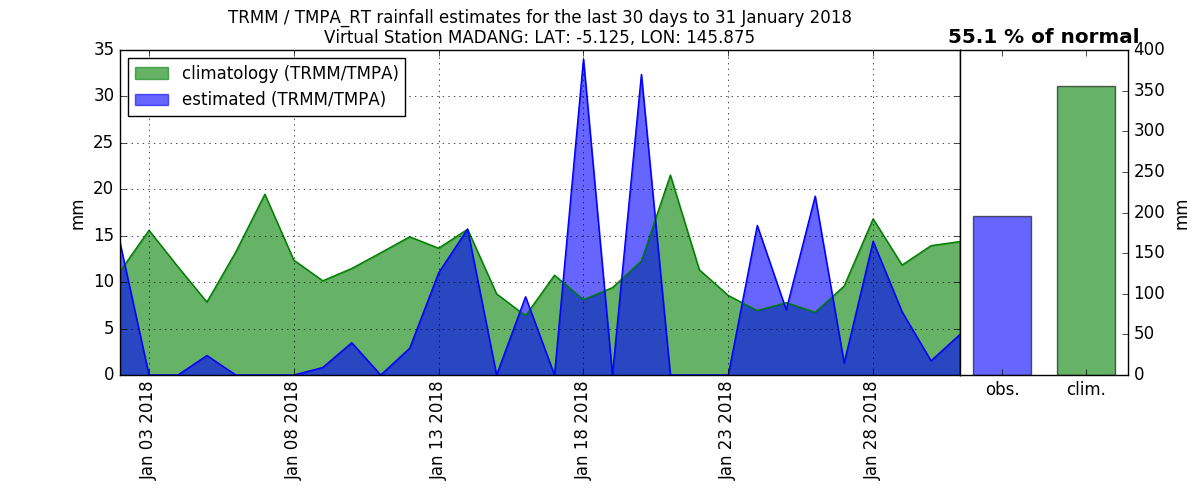 TRMM / TMPA_RT rainfall estimates for the last 30 days to 31 January 2018
Virtual Station MADANG: LAT: -5.125, LON: 145.875
55.1 % of normal
climatology (TRMM/TMPA)
estimated (TRMM/TMPA)
35
30
25
20
15
10
5
0
mm
Jan 03 2018
Jan 08 2018
Jan 13 2018
Jan 18 2018
Jan 23 2018
Jan 28 2018
obs.
clim.
400
350
300
250
200
150
100
50
0
mm